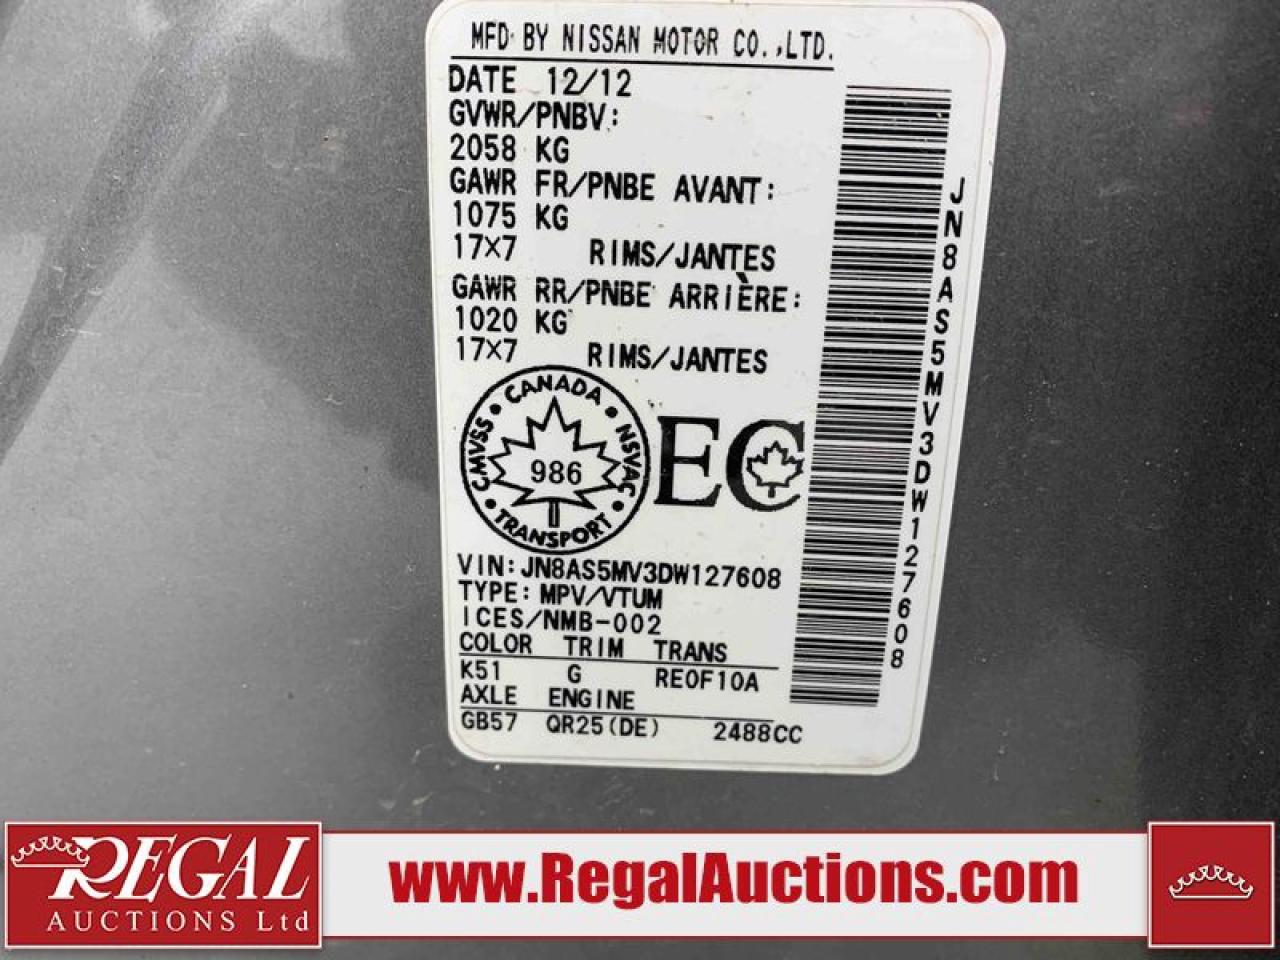 MFD BY NISSAN MOTOR CO.,LTD.
DATE 12/12
GVWR/PNBV:
2058 KG
GAWR FR/PNBE AVANT:
1075 KG
17×7 RIMS/JANTES
GAWR RR/PNBE ARRIÈRE:
1020 KG
17×7 RIMS/JANTES
CANADA
CMVSS NSVAC
986
TRANSPORT
EC
VIN: JN8AS5MV3DW127608
TYPE: MPV/VTUM
ICES/NMB-002
COLOR TRIM TRANS
K51 G RE0F10A
AXLE ENGINE
GB57 QR25(DE) 2488CC
JN8AS5MV3DW127608
REGAL
AUCTIONS Ltd
www.RegalAuctions.com